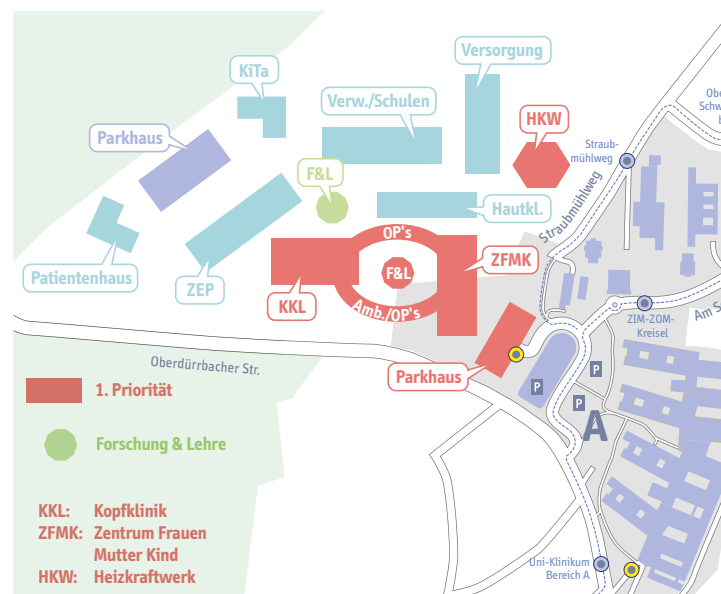 Versorgung
KiTa
Verw./Schulen
Parkhaus
HKW
Straub-
mühlweg
F&L
Straubmühlweg
Hautkl.
OP's
ZFMK
F&L
Patientenhaus
ZEP
KKL
Amb./OP's
ZIM-ZOM-
Kreisel
Oberdürrbacher Str.
Parkhaus
P
P
P
A
1. Priorität
Forschung & Lehre
KKL: Kopfklinik
ZFMK: Zentrum Frauen
Mutter Kind
HKW: Heizkraftwerk
Uni-Klinikum
Bereich A
Am